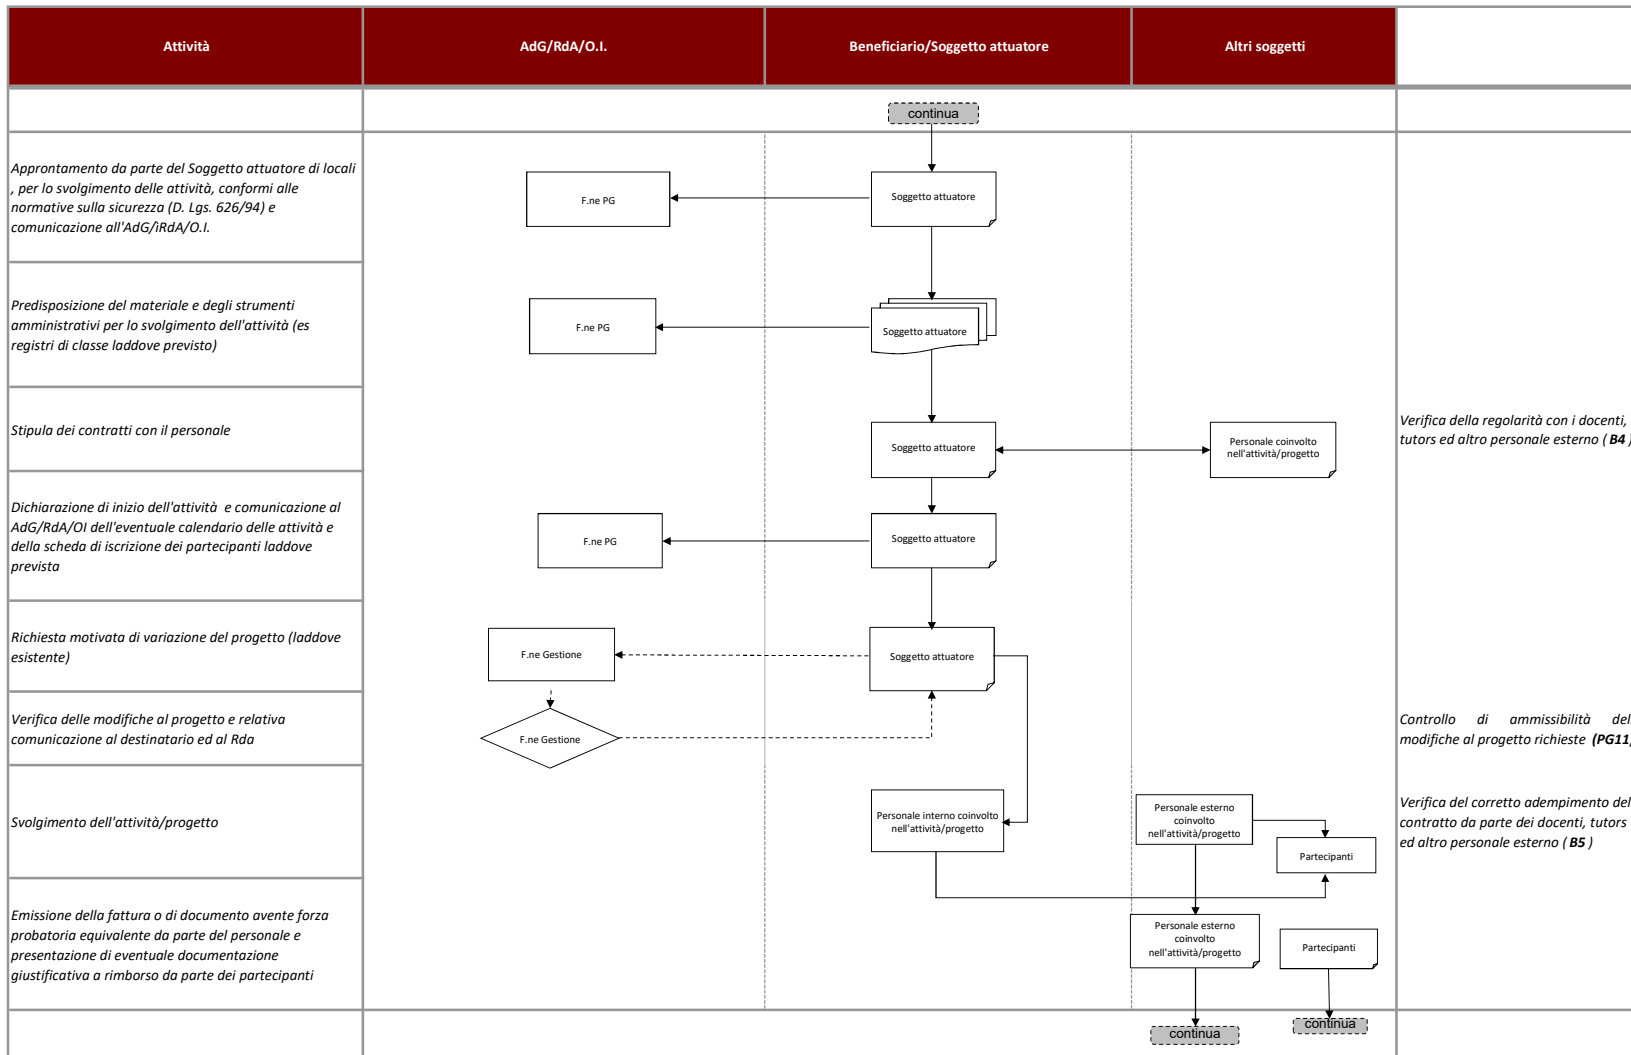 Attività
AdG/RdA/O.I.
Beneficiario/Soggetto attuatore
Altri soggetti
continua
Approntamento da parte del Soggetto attuatore di locali
, per lo svolgimento delle attività, conformi alle
normative sulla sicurezza (D. Lgs. 626/94) e
comunicazione all'AdG/iRdA/O.I.
F.ne PG
Soggetto attuatore
Predisposizione del materiale e degli strumenti
amministrativi per lo svolgimento dell'attività (es
registri di classe laddove previsto)
F.ne PG
Soggetto attuatore
Stipula dei contratti con il personale
Soggetto attuatore
Personale coinvolto
nell'attività/progetto
Verifica della regolarità con i docenti,
tutors ed altro personale esterno ( B4 )
Dichiarazione di inizio dell'attività e comunicazione al
AdG/RdA/OI dell'eventuale calendario delle attività e
della scheda di iscrizione dei partecipanti laddove
prevista
F.ne PG
Soggetto attuatore
Richiesta motivata di variazione del progetto (laddove
esistente)
F.ne Gestione
Soggetto attuatore
Verifica delle modifiche al progetto e relativa
comunicazione al destinatario ed al Rda
F.ne Gestione
Controllo di ammissibilità del
modifiche al progetto richieste (PG11)
Svolgimento dell'attività/progetto
Personale interno coinvolto
nell'attività/progetto
Personale esterno
coinvolto
nell'attività/progetto
Partecipanti
Verifica del corretto adempimento del
contratto da parte dei docenti, tutors
ed altro personale esterno ( B5 )
Emissione della fattura o di documento avente forza
probatoria equivalente da parte del personale e
presentazione di eventuale documentazione
giustificativa a rimborso da parte dei partecipanti
Personale esterno
coinvolto
nell'attività/progetto
Partecipanti
continua
continua